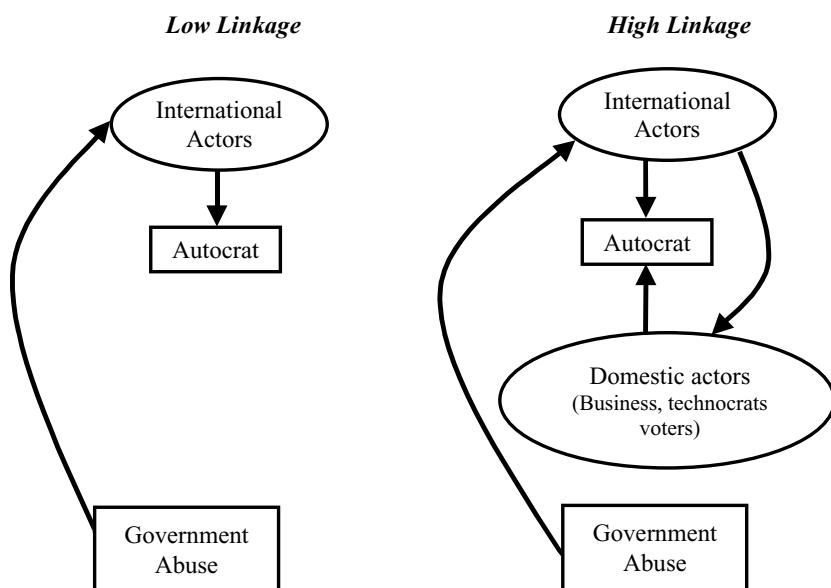 Low Linkage
International
Actors
Autocrat
Government
Abuse
High Linkage
International
Actors
Autocrat
Domestic actors
(Business, technocrats
voters)
Government
Abuse